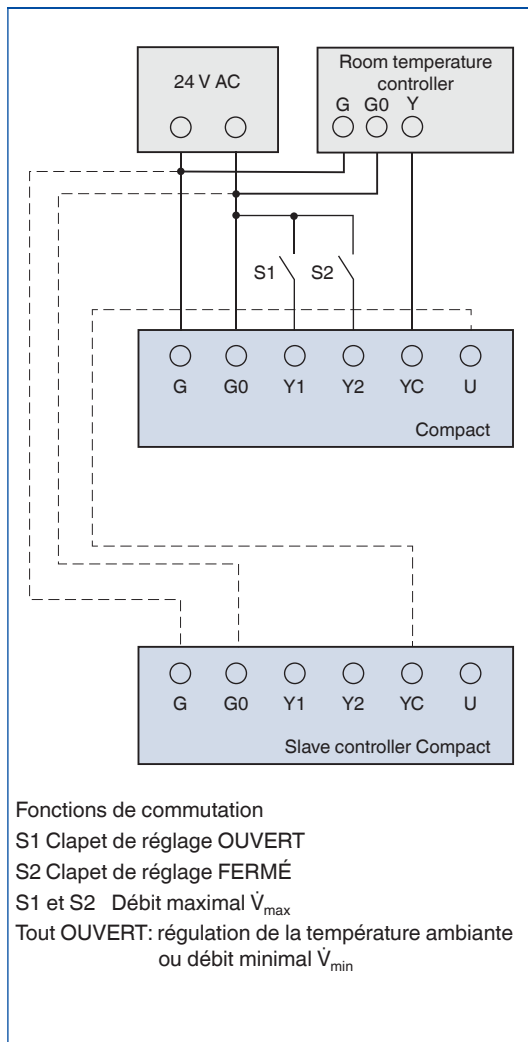 24 V AC
Room temperature
controller
G G0 Y
S1 S2
G G0 Y1 Y2 YC U
Compact
G G0 Y1 Y2 YC U
Slave controller Compact
Fonctions de commutation
S1 Clapet de réglage OUVERT
S2 Clapet de réglage FERMÉ
S1 et S2 Débit maximal V̇max
Tout OUVERT: régulation de la température ambiante
ou débit minimal V̇min